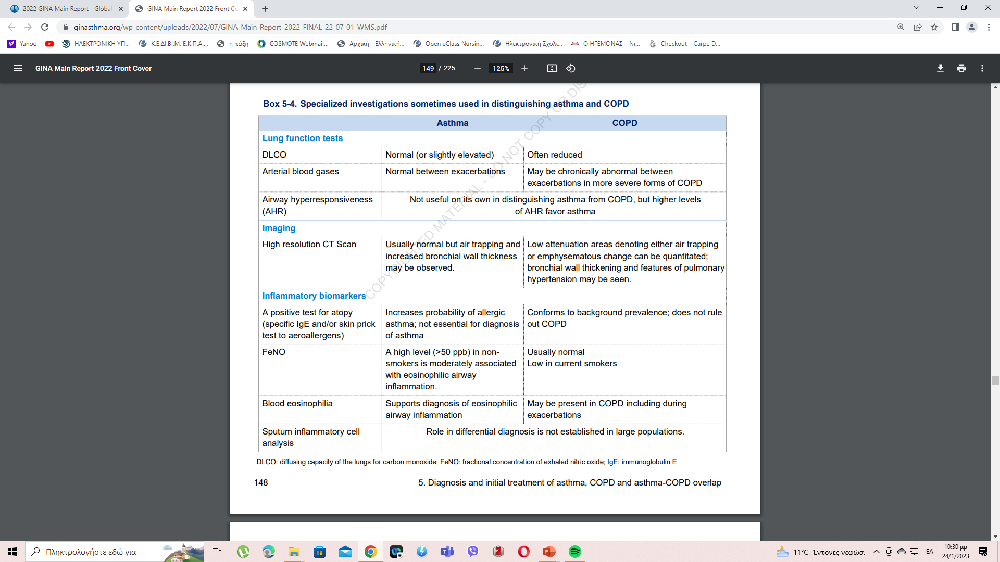 2022 GINA Main Report - Global
GINA Main Report 2022 Front Co
ginasthma.org/wp-content/uploads/2022/07/GINA-Main-Report-2022-FINAL-22-07-01-WMS.pdf
Yahoo
ΗΛΕΚΤΡΟΝΙΚΗ ΥΠ...
Κ.Ε.ΔΙ.ΒΙ.Μ. Ε.Κ.Π.Α....
η-τάξη
COSMOTE Webmail...
Αρχική - Ελληνική...
Open eClass Nursin...
Ηλεκτρονική Σχολι...
Ο ΗΓΕΜΟΝΑΣ – Νι...
Checkout – Carpe D...
GINA Main Report 2022 Front Cover
149 / 225
125%
Box 5-4. Specialized investigations sometimes used in distinguishing asthma and COPD
Asthma
COPD
Lung function tests
DLCO
Normal (or slightly elevated)
Often reduced
Arterial blood gases
Normal between exacerbations
May be chronically abnormal between
exacerbations in more severe forms of COPD
Airway hyperresponsiveness
(AHR)
Not useful on its own in distinguishing asthma from COPD, but higher levels
of AHR favor asthma
Imaging
High resolution CT Scan
Usually normal but air trapping and
increased bronchial wall thickness
may be observed.
Low attenuation areas denoting either air trapping
or emphysematous change can be quantitated;
bronchial wall thickening and features of pulmonary
hypertension may be seen.
Inflammatory biomarkers
A positive test for atopy
(specific IgE and/or skin prick
test to aeroallergens)
Increases probability of allergic
asthma; not essential for diagnosis
of asthma
Conforms to background prevalence; does not rule
out COPD
FeNO
A high level (>50 ppb) in non-
smokers is moderately associated
with eosinophilic airway
inflammation.
Usually normal
Low in current smokers
Blood eosinophilia
Supports diagnosis of eosinophilic
airway inflammation
May be present in COPD including during
exacerbations
Sputum inflammatory cell
analysis
Role in differential diagnosis is not established in large populations.
COPYRIGHTED MATERIAL - DO NOT COPY OR DIS
DLCO: diffusing capacity of the lungs for carbon monoxide; FeNO: fractional concentration of exhaled nitric oxide; IgE: immunoglobulin E
148
5. Diagnosis and initial treatment of asthma, COPD and asthma-COPD overlap
Πληκτρολογήστε εδώ για
11°C Έντονες νεφώσ.
ΕΛ
10:30 μμ
24/1/2023